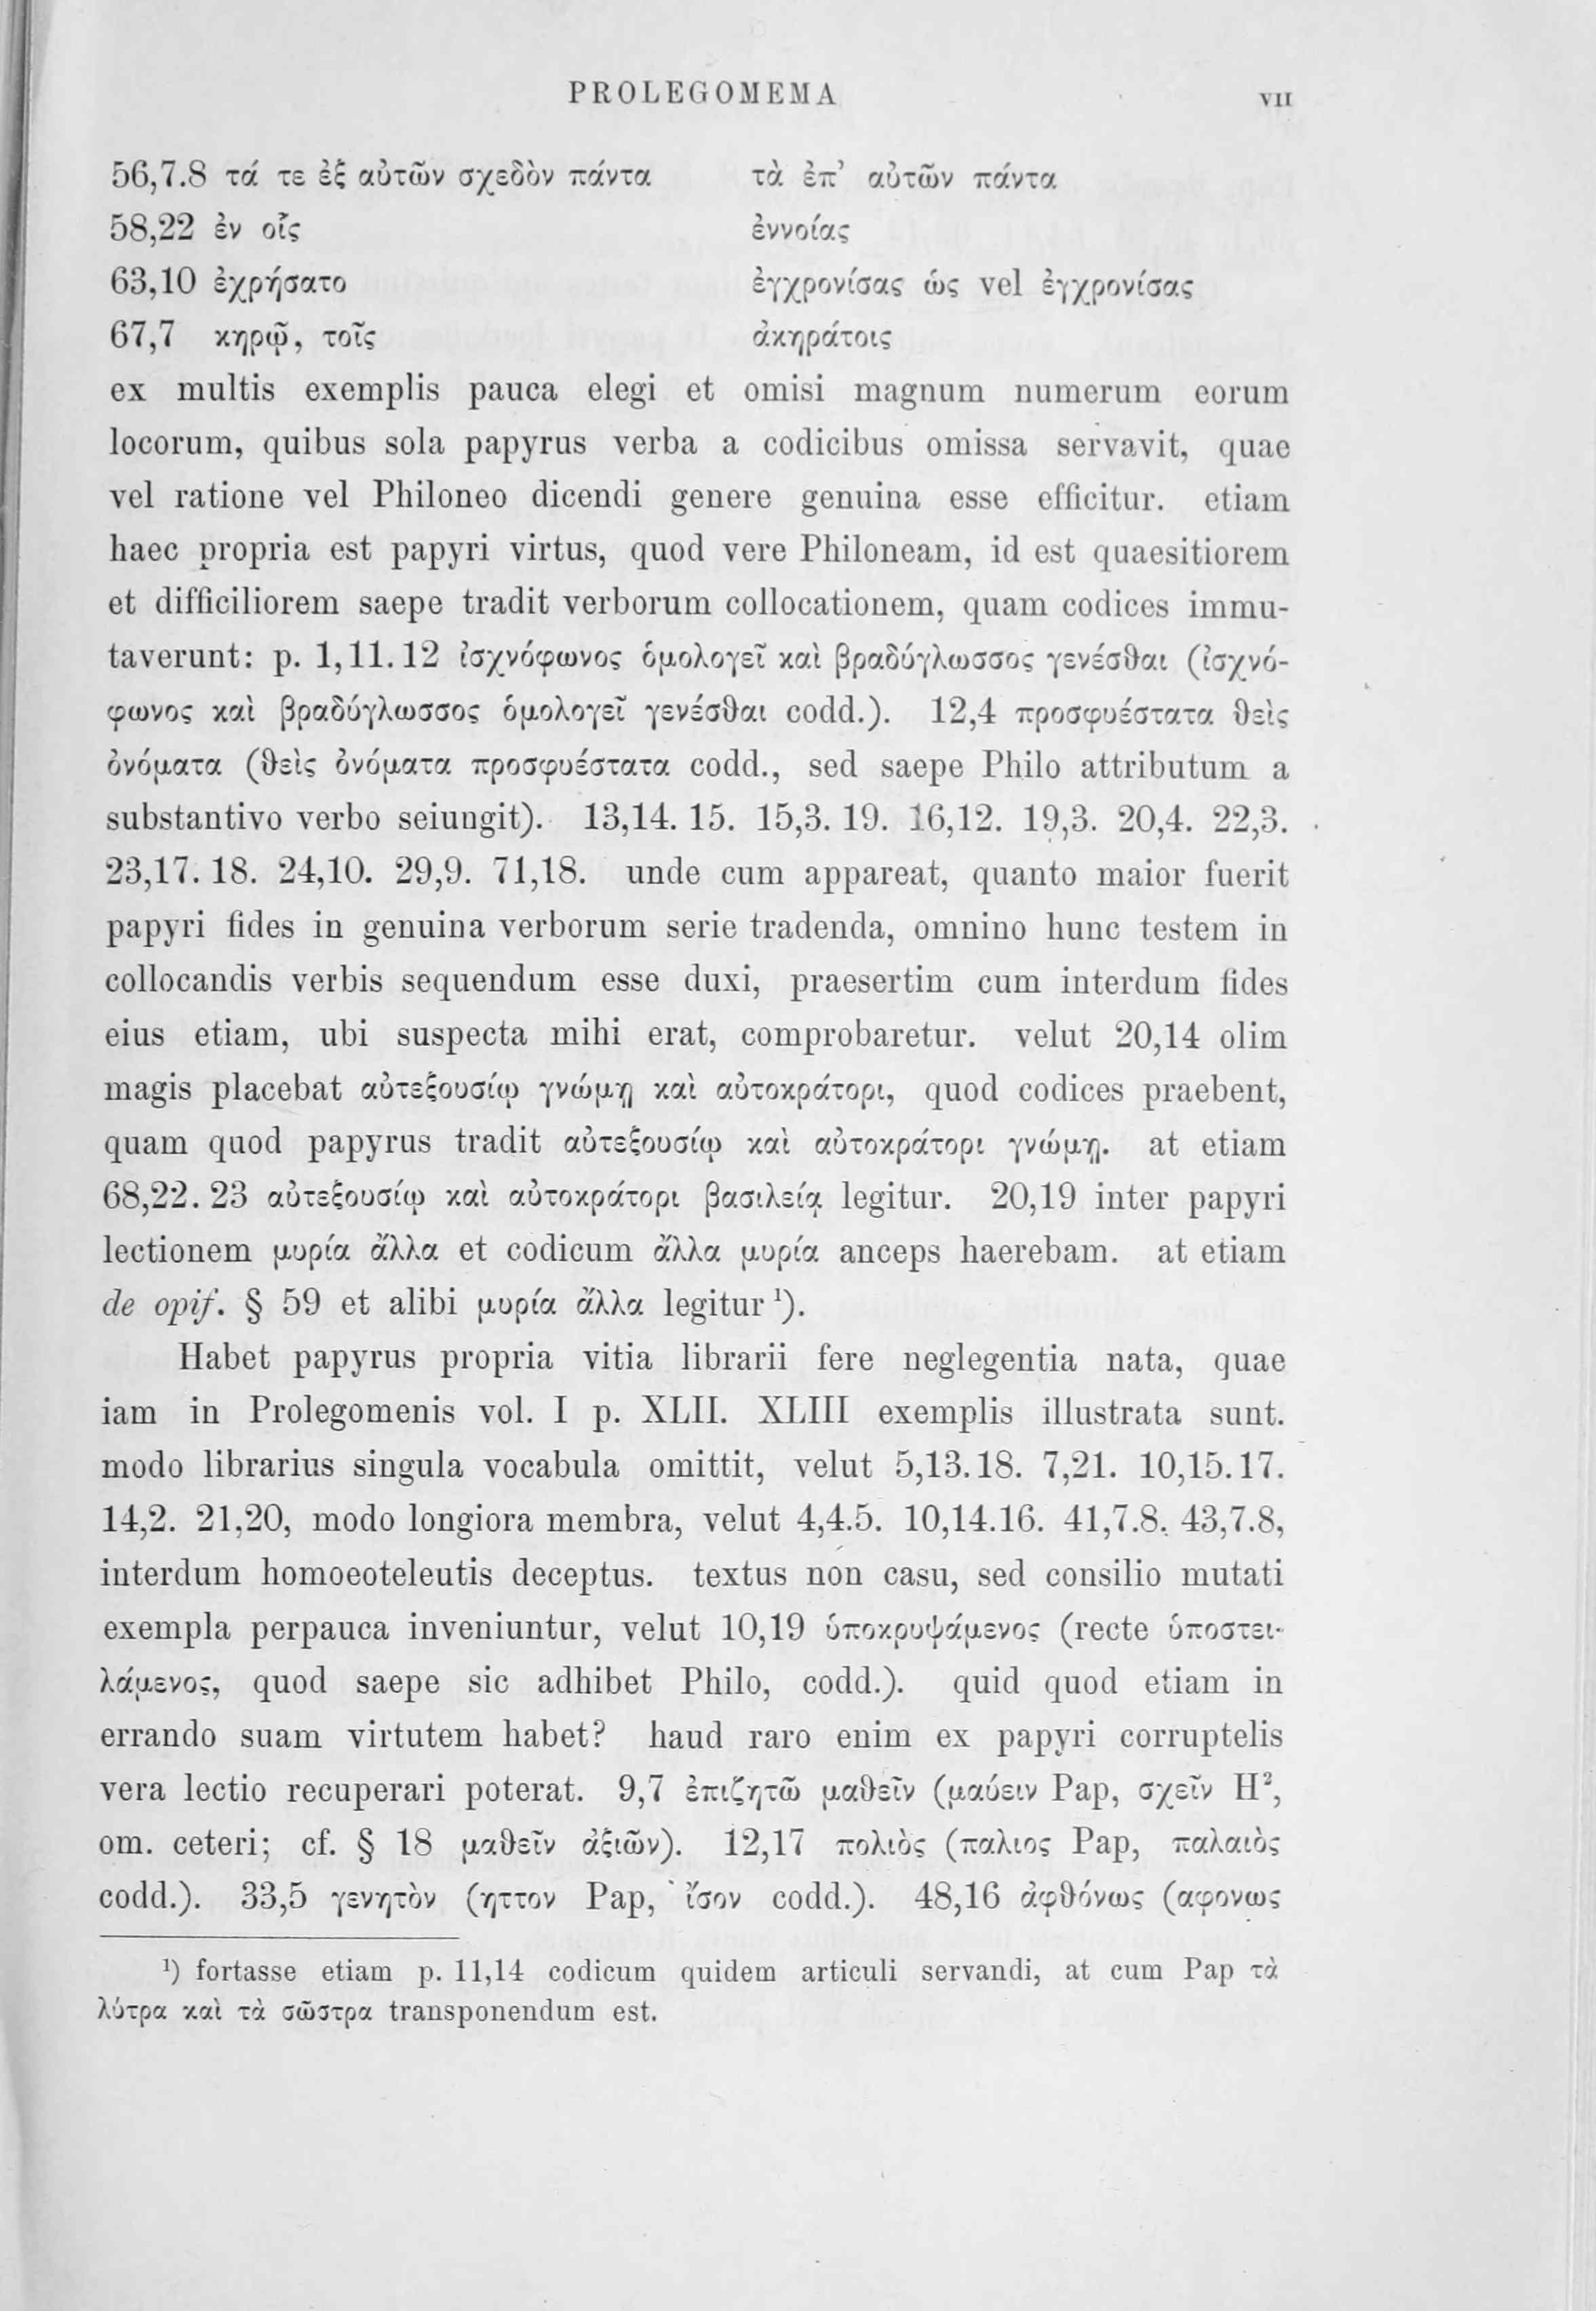 PROLEGOMEMA VII
56,7.8 τά τε ἐξ αὐτῶν σχεδὸν πάντα τὰ ἐπ’ αὐτῶν πάντα
58,22 ἐν οἷς ἐννοίας
63,10 ἐχρήσατο ἐγχρονίσας ὡς vel ἐγχρονίσας
67,7 κηρῷ, τοῖς ἀκηράτοις
ex multis exemplis pauca elegi et omisi magnum numerum eorum
locorum, quibus sola papyrus verba a codicibus omissa servavit, quae
vel ratione vel Philoneo dicendi genere genuina esse efficitur. etiam
haec propria est papyri virtus, quod vere Philoneam, id est quaesitiorem
et difficiliorem saepe tradit verborum collocationem, quam codices immu-
taverunt: p. 1,11.12 ἰσχνόφωνος ὁμολογεῖ καὶ βραδύγλωσσος γενέσθαι (ἰσχνό-
φωνος καὶ βραδύγλωσσος ὁμολογεῖ γενέσθαι codd.). 12,4 προσφυέστατα θεὶς
ὀνόματα (θεὶς ὀνόματα προσφυέστατα codd., sed saepe Philo attributum a
substantivo verbo seiungit). 13,14. 15. 15,3. 19. 16,12. 19,3. 20,4. 22,3.
23,17. 18. 24,10. 29,9. 71,18. unde cum appareat, quanto maior fuerit
papyri fides in genuina verborum serie tradenda, omnino hunc testem in
collocandis verbis sequendum esse duxi, praesertim cum interdum fides
eius etiam, ubi suspecta mihi erat, comprobaretur. velut 20,14 olim
magis placebat αὐτεξουσίῳ γνώμῃ καὶ αὐτοκράτορι, quod codices praebent,
quam quod papyrus tradit αὐτεξουσίῳ καὶ αὐτοκράτορι γνώμῃ. at etiam
68,22. 23 αὐτεξουσίῳ καὶ αὐτοκράτορι βασιλείᾳ legitur. 20,19 inter papyri
lectionem μυρία ἄλλα et codicum ἄλλα μυρία anceps haerebam. at etiam
de opif. § 59 et alibi μυρία ἄλλα legitur ¹).
Habet papyrus propria vitia librarii fere neglegentia nata, quae
iam in Prolegomenis vol. I p. XLII. XLIII exemplis illustrata sunt.
modo librarius singula vocabula omittit, velut 5,13.18. 7,21. 10,15.17.
14,2. 21,20, modo longiora membra, velut 4,4.5. 10,14.16. 41,7.8. 43,7.8,
interdum homoeoteleutis deceptus. textus non casu, sed consilio mutati
exempla perpauca inveniuntur, velut 10,19 ὑποκρυψάμενος (recte ὑποστει-
λάμενος, quod saepe sic adhibet Philo, codd.). quid quod etiam in
errando suam virtutem habet? haud raro enim ex papyri corruptelis
vera lectio recuperari poterat. 9,7 ἐπιζητῶ μαθεῖν (μαύειν Pap, σχεῖν H²,
om. ceteri; cf. § 18 μαθεῖν ἀξιῶν). 12,17 πολιὸς (παλιος Pap, παλαιὸς
codd.). 33,5 γενητὸν (ηττον Pap, ἴσον codd.). 48,16 ἀφθόνως (αφονως
¹) fortasse etiam p. 11,14 codicum quidem articuli servandi, at cum Pap τὰ
λύτρα καὶ τὰ σῶστρα transponendum est.